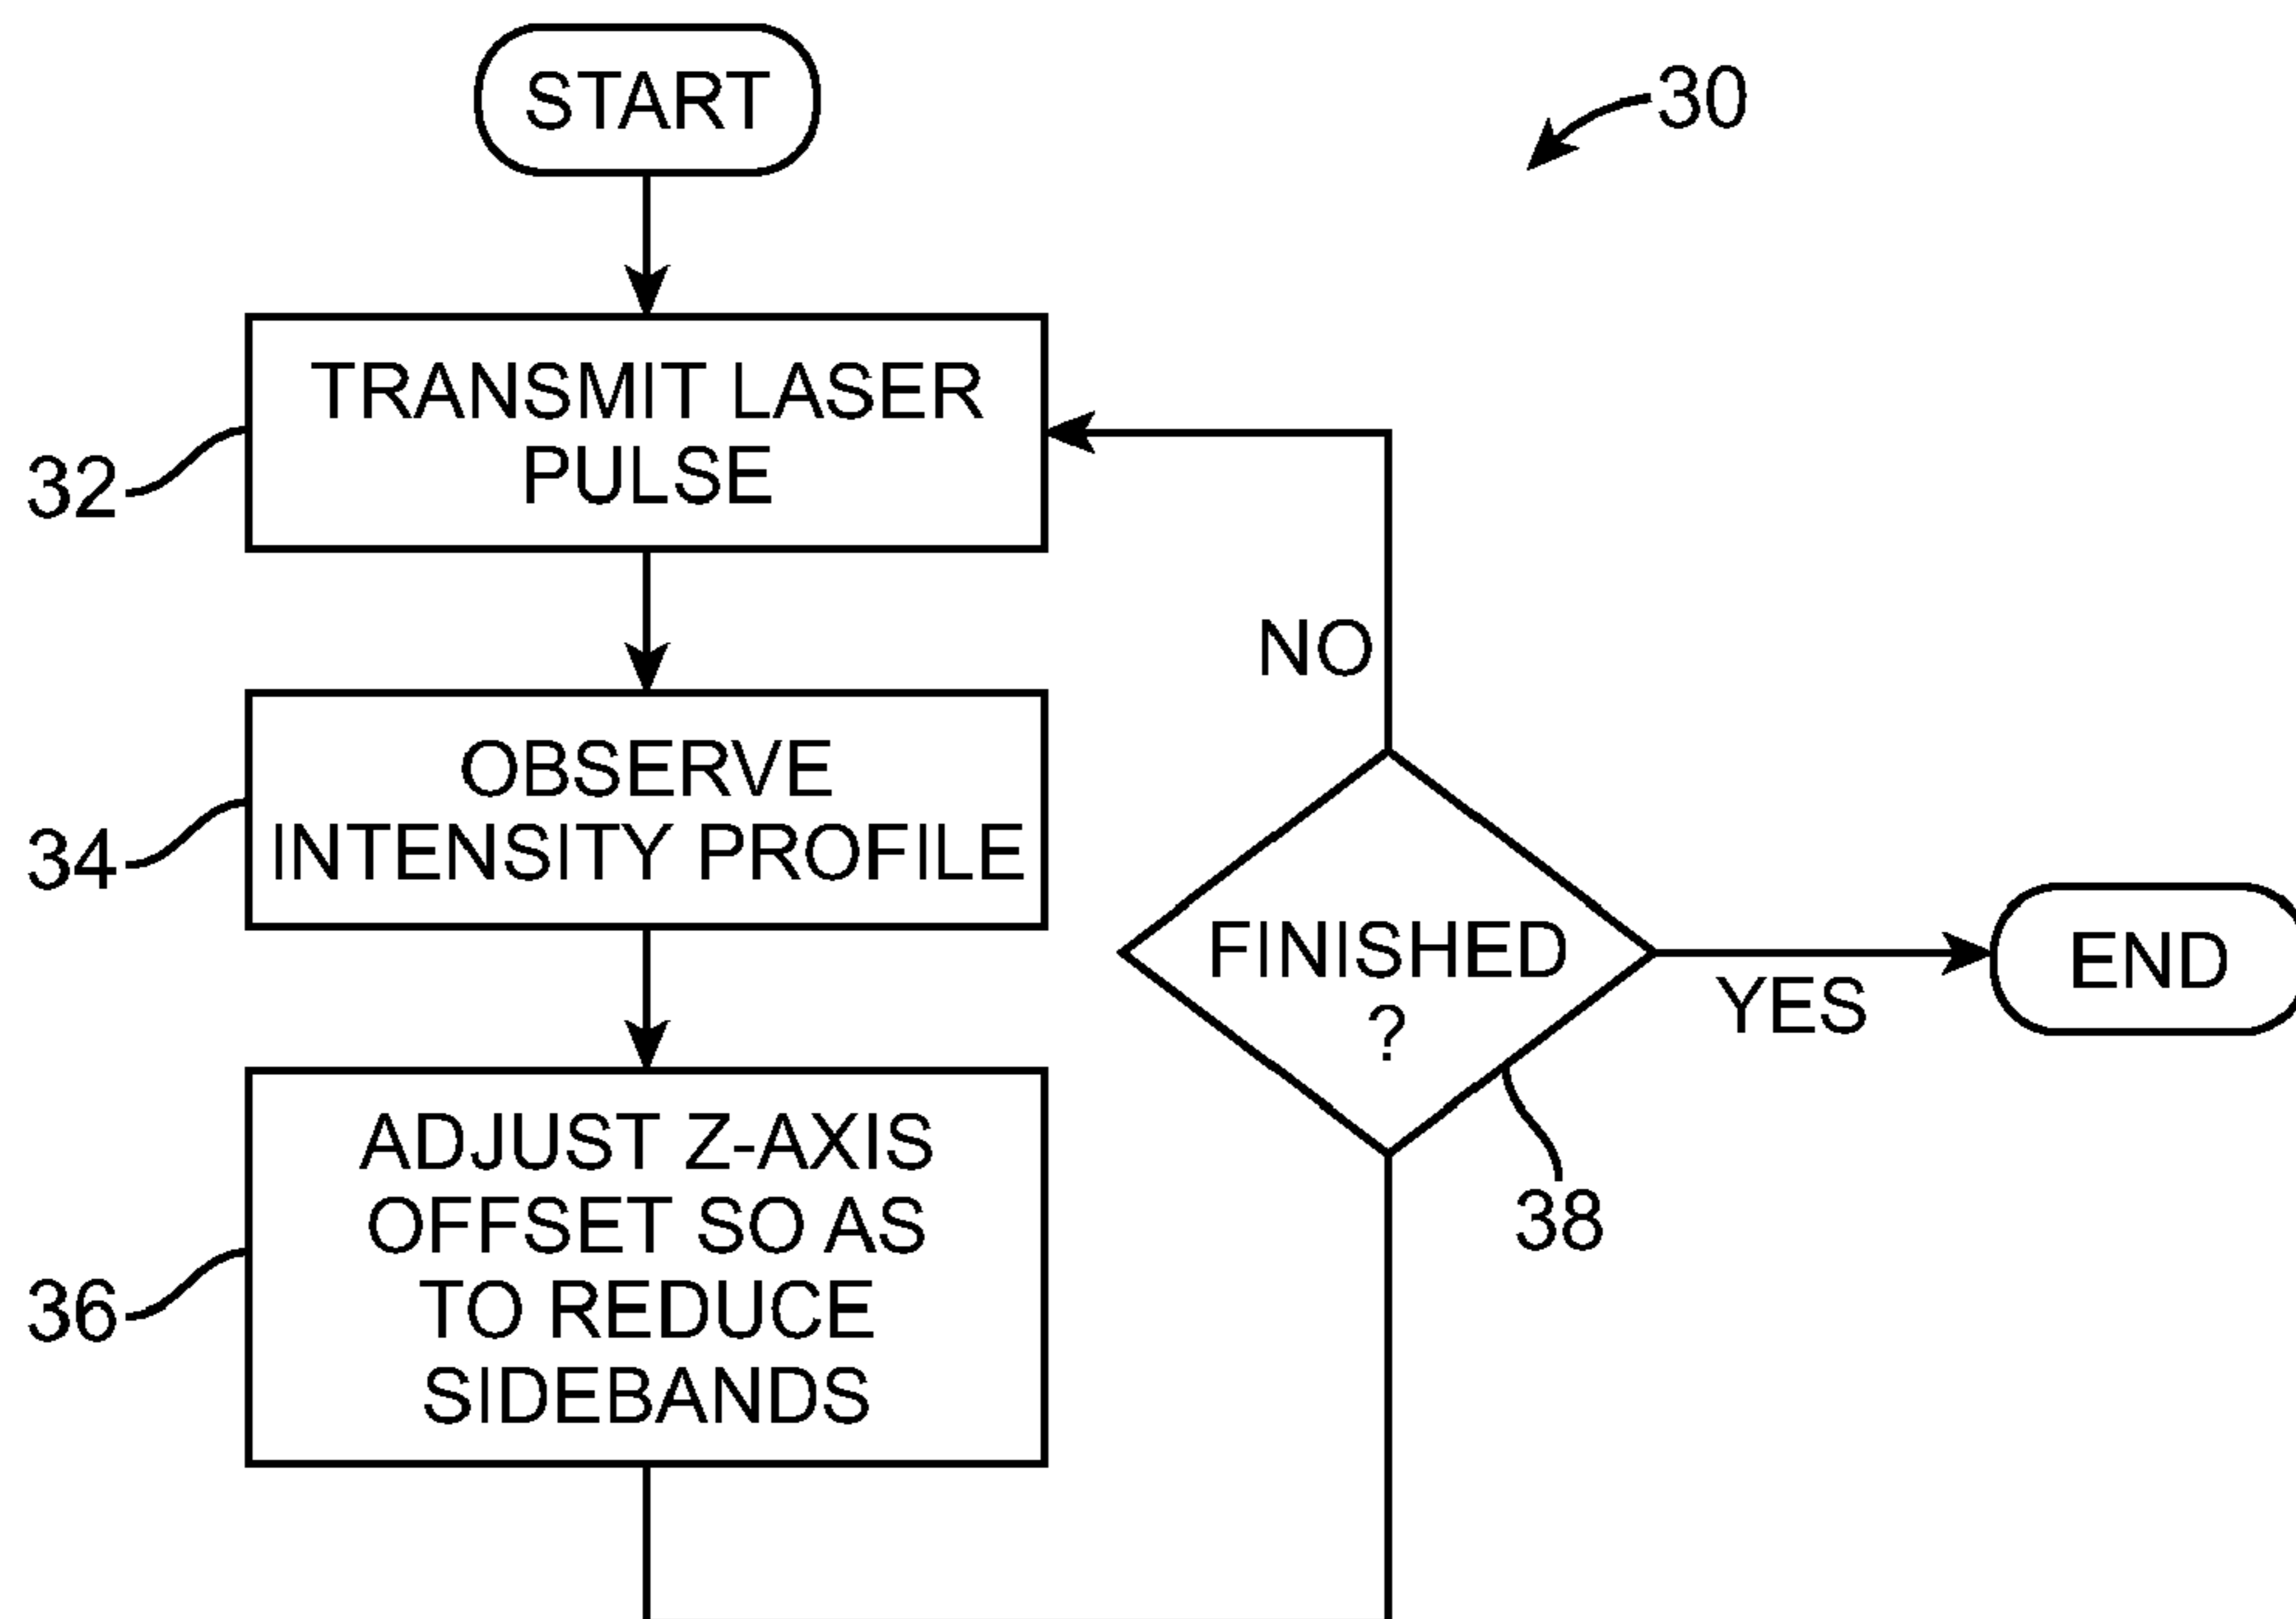 START
30
TRANSMIT LASER
PULSE
32
NO
OBSERVE
INTENSITY PROFILE
34
FINISHED
?
YES
END
38
ADJUST Z-AXIS
OFFSET SO AS
TO REDUCE
SIDEBANDS
36